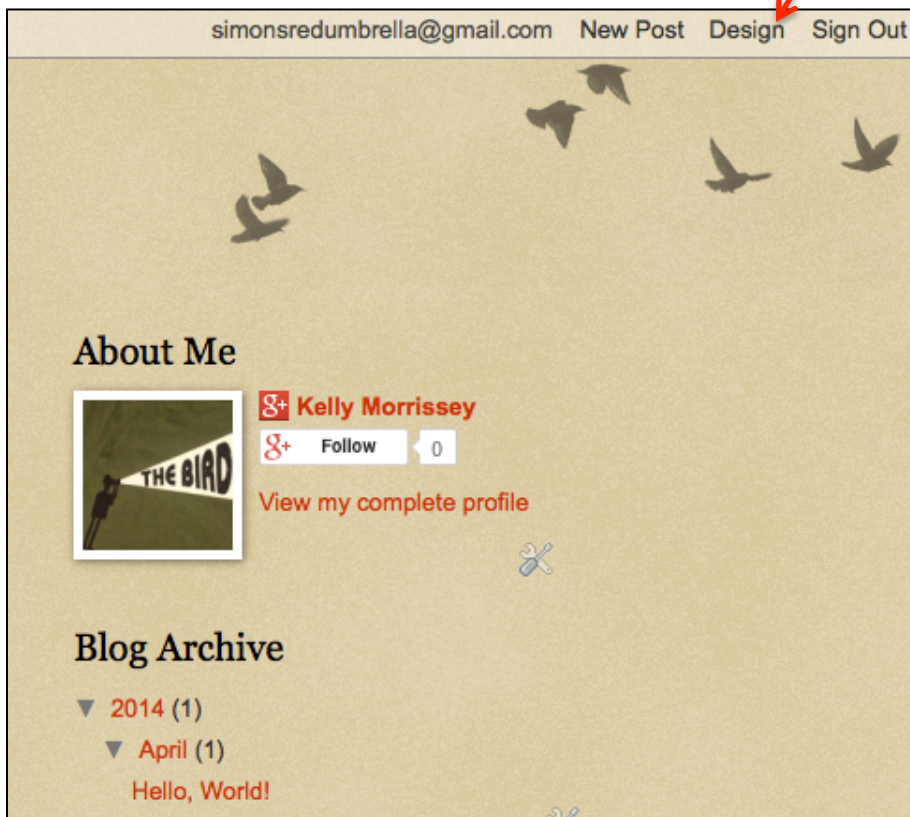 simonsredumbrella@gmail.com New Post Design Sign Out
About Me
THE BIRD
g+ Kelly Morrissey
g+ Follow 0
View my complete profile
Blog Archive
▼ 2014 (1)
▼ April (1)
Hello, World!